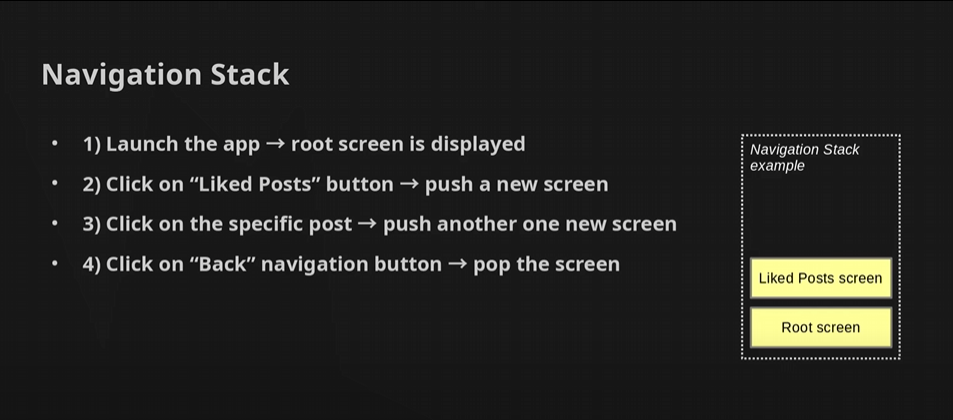 Navigation Stack
• 1) Launch the app → root screen is displayed
• 2) Click on “Liked Posts” button → push a new screen
• 3) Click on the specific post → push another one new screen
• 4) Click on “Back” navigation button → pop the screen
Navigation Stack
example
Liked Posts screen
Root screen